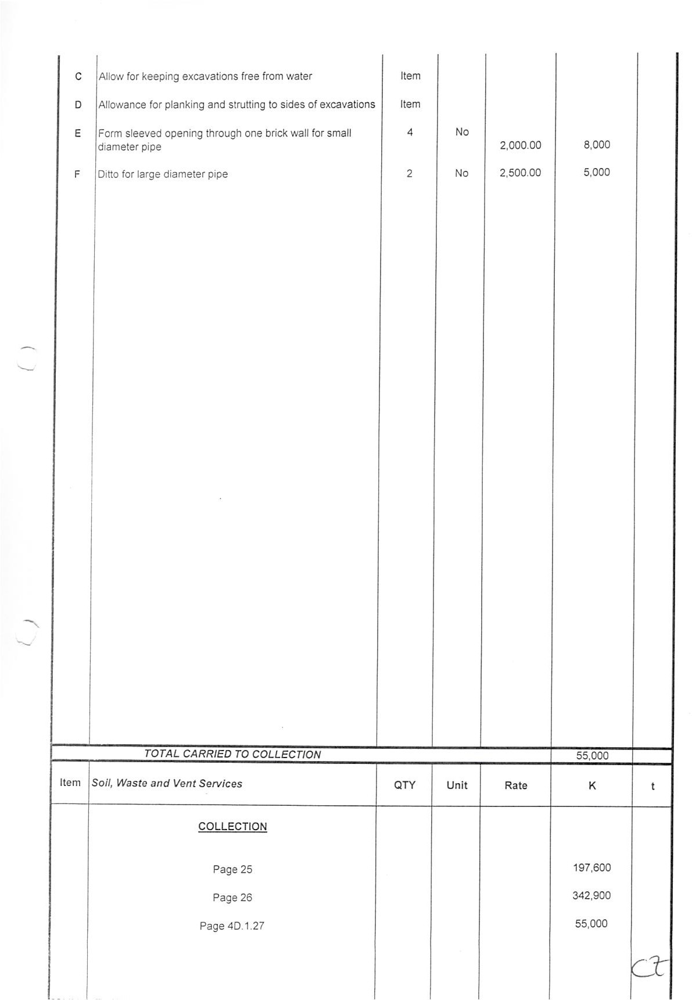 C Allow for keeping excavations free from water Item
D Allowance for planking and strutting to sides of excavations Item
E Form sleeved opening through one brick wall for small 4 No
diameter pipe 2,000.00 8,000
F Ditto for large diameter pipe 2 No 2,500.00 5,000
TOTAL CARRIED TO COLLECTION 55,000
Item Soil, Waste and Vent Services QTY Unit Rate K t
COLLECTION
Page 25 197,600
Page 26 342,900
Page 4D.1.27 55,000